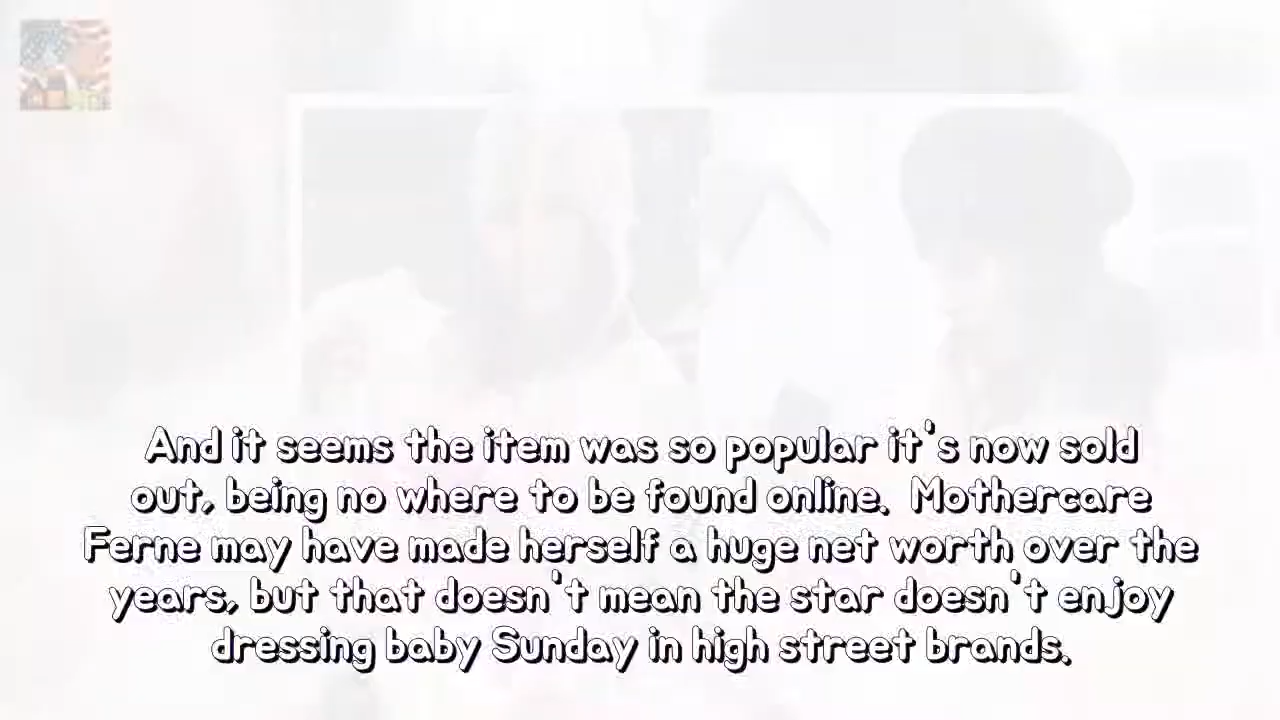 And it seems the item was so popular it's now sold
out, being no where to be found online. Mothercare
Ferne may have made herself a huge net worth over the
years, but that doesn't mean the star doesn't enjoy
dressing baby Sunday in high street brands.